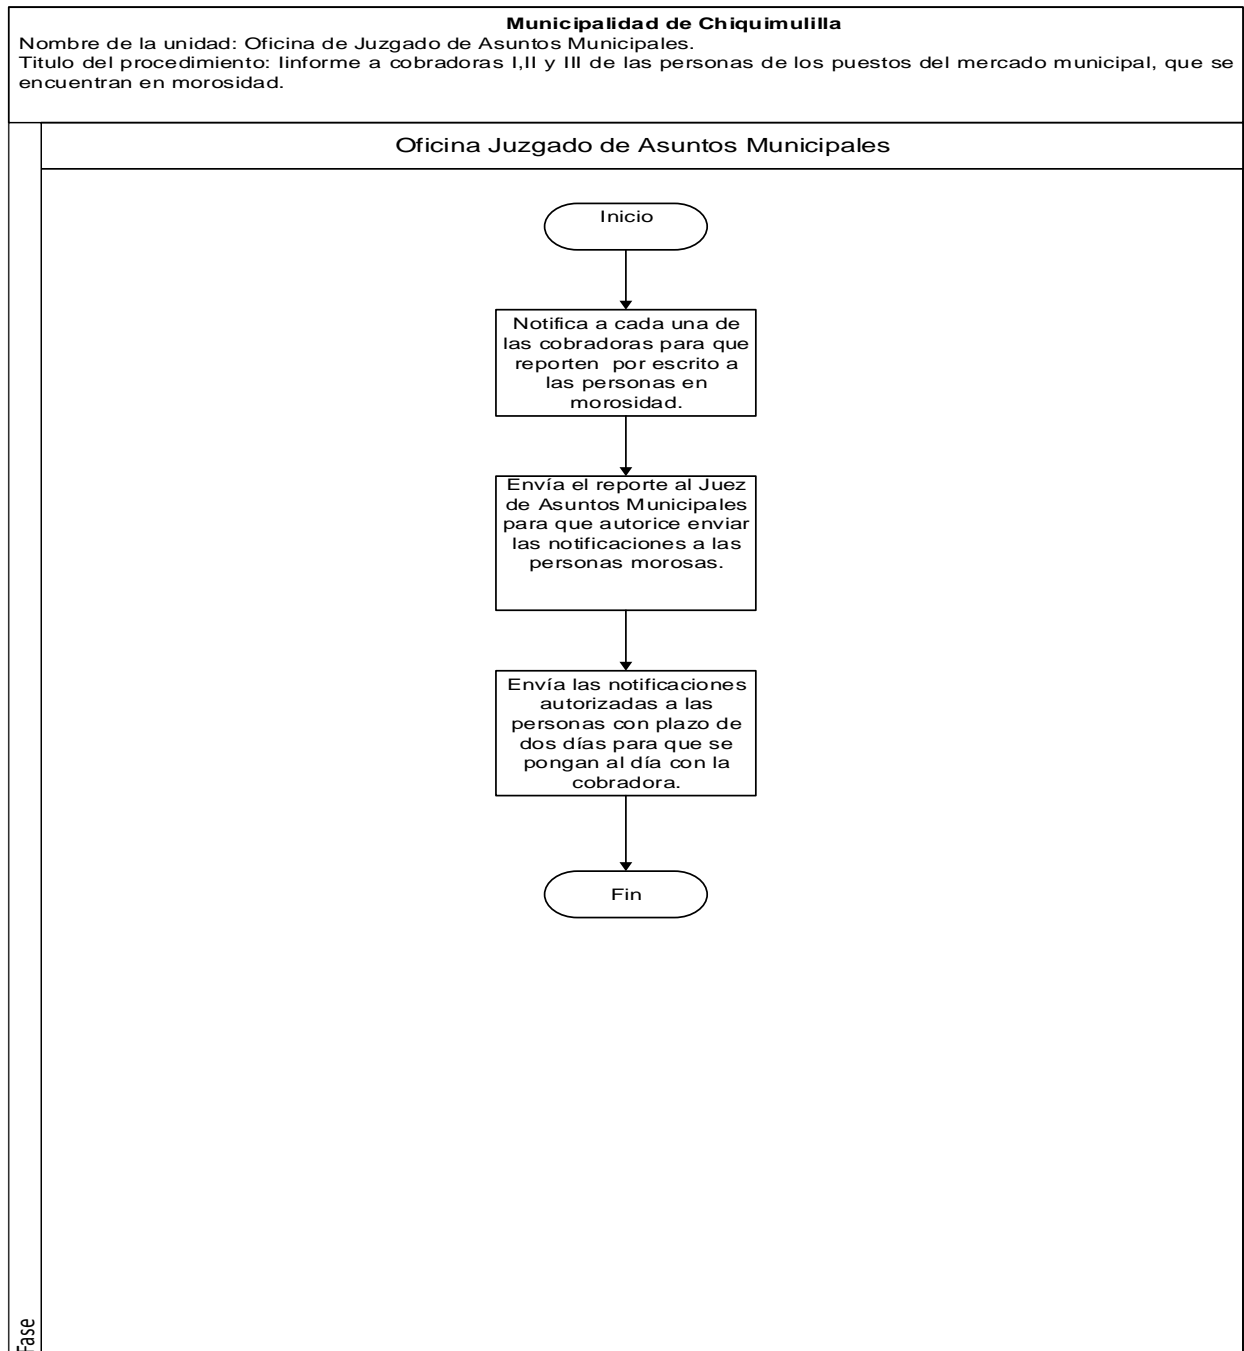 Municipalidad de Chiquimulilla
Nombre de la unidad: Oficina de Juzgado de Asuntos Municipales.
Titulo del procedimiento: Iinforme a cobradoras I,II y III de las personas de los puestos del mercado municipal, que se
encuentran en morosidad.
Oficina Juzgado de Asuntos Municipales
Inicio
Notifica a cada una de
las cobradoras para que
reporten por escrito a
las personas en
morosidad.
Envía el reporte al Juez
de Asuntos Municipales
para que autorice enviar
las notificaciones a las
personas morosas.
Envía las notificaciones
autorizadas a las
personas con plazo de
dos días para que se
pongan al día con la
cobradora.
Fin
Fase